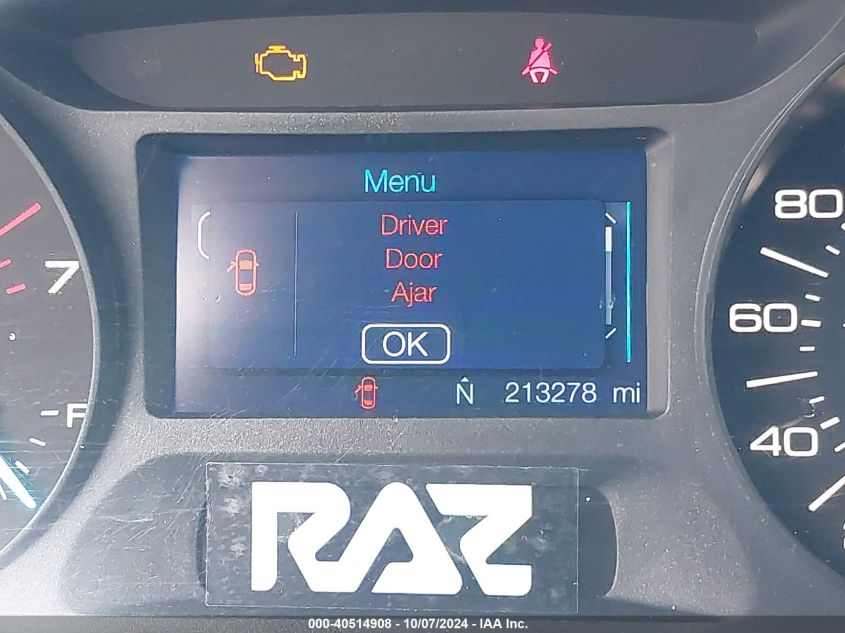 Menu
Driver
Door
Ajar
OK
N 213278 mi
7
F
80
60
40
RAZ
000-40514908 - 10/07/2024 - IAA Inc.